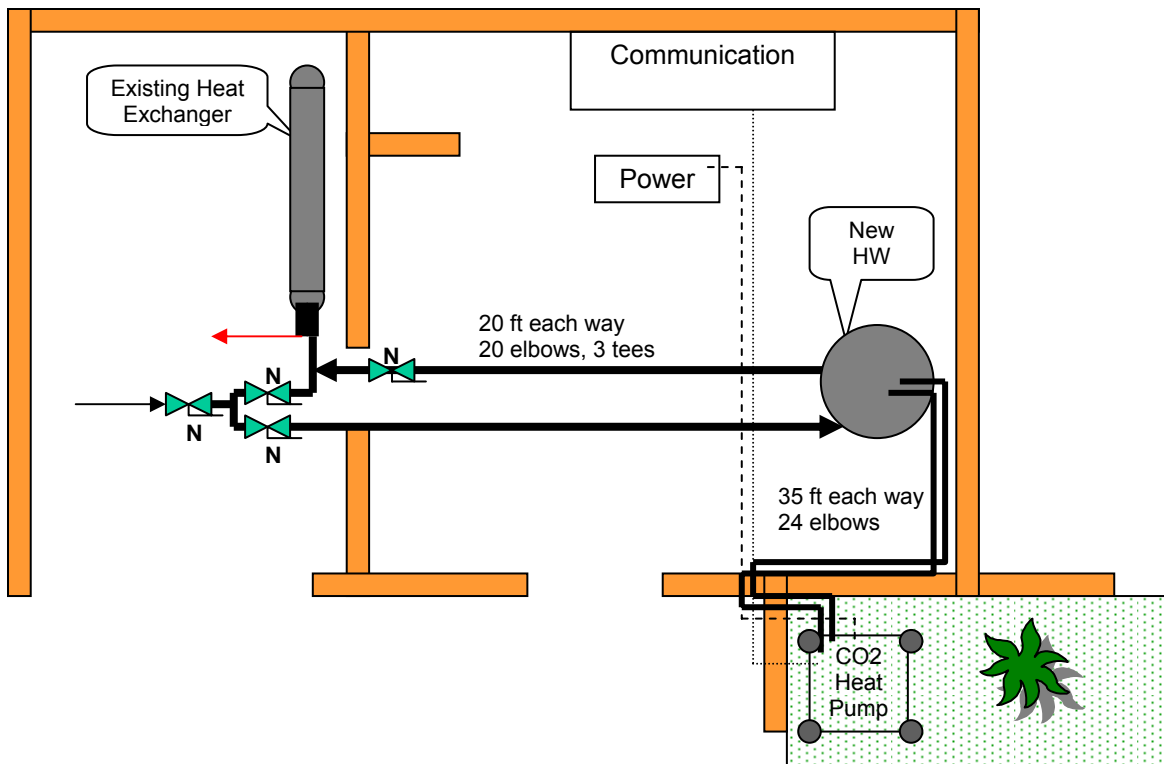 Communication
Existing Heat
Exchanger
Power
New
HW
20 ft each way
20 elbows, 3 tees
N
N
N
N
35 ft each way
24 elbows
CO2
Heat
Pump